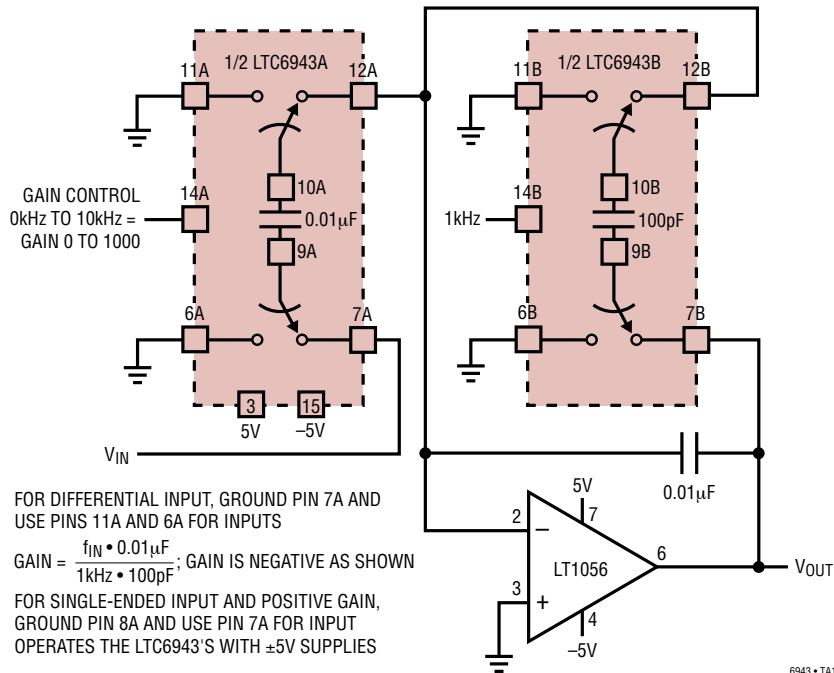 1/2 LTC6943A
1/2 LTC6943B
11A
12A
11B
12B
GAIN CONTROL
0kHz TO 10kHz =
GAIN 0 TO 1000
14A
10A
0.01µF
9A
1kHz
14B
10B
100pF
9B
6A
7A
6B
7B
3
15
5V
–5V
VIN
0.01µF
FOR DIFFERENTIAL INPUT, GROUND PIN 7A AND
USE PINS 11A AND 6A FOR INPUTS
GAIN = fIN • 0.01µF / 1kHz • 100pF; GAIN IS NEGATIVE AS SHOWN
FOR SINGLE-ENDED INPUT AND POSITIVE GAIN,
GROUND PIN 8A AND USE PIN 7A FOR INPUT
OPERATES THE LTC6943'S WITH ±5V SUPPLIES
5V
7
2
–
LT1056
6
VOUT
3
+
4
–5V
6943 • TA1